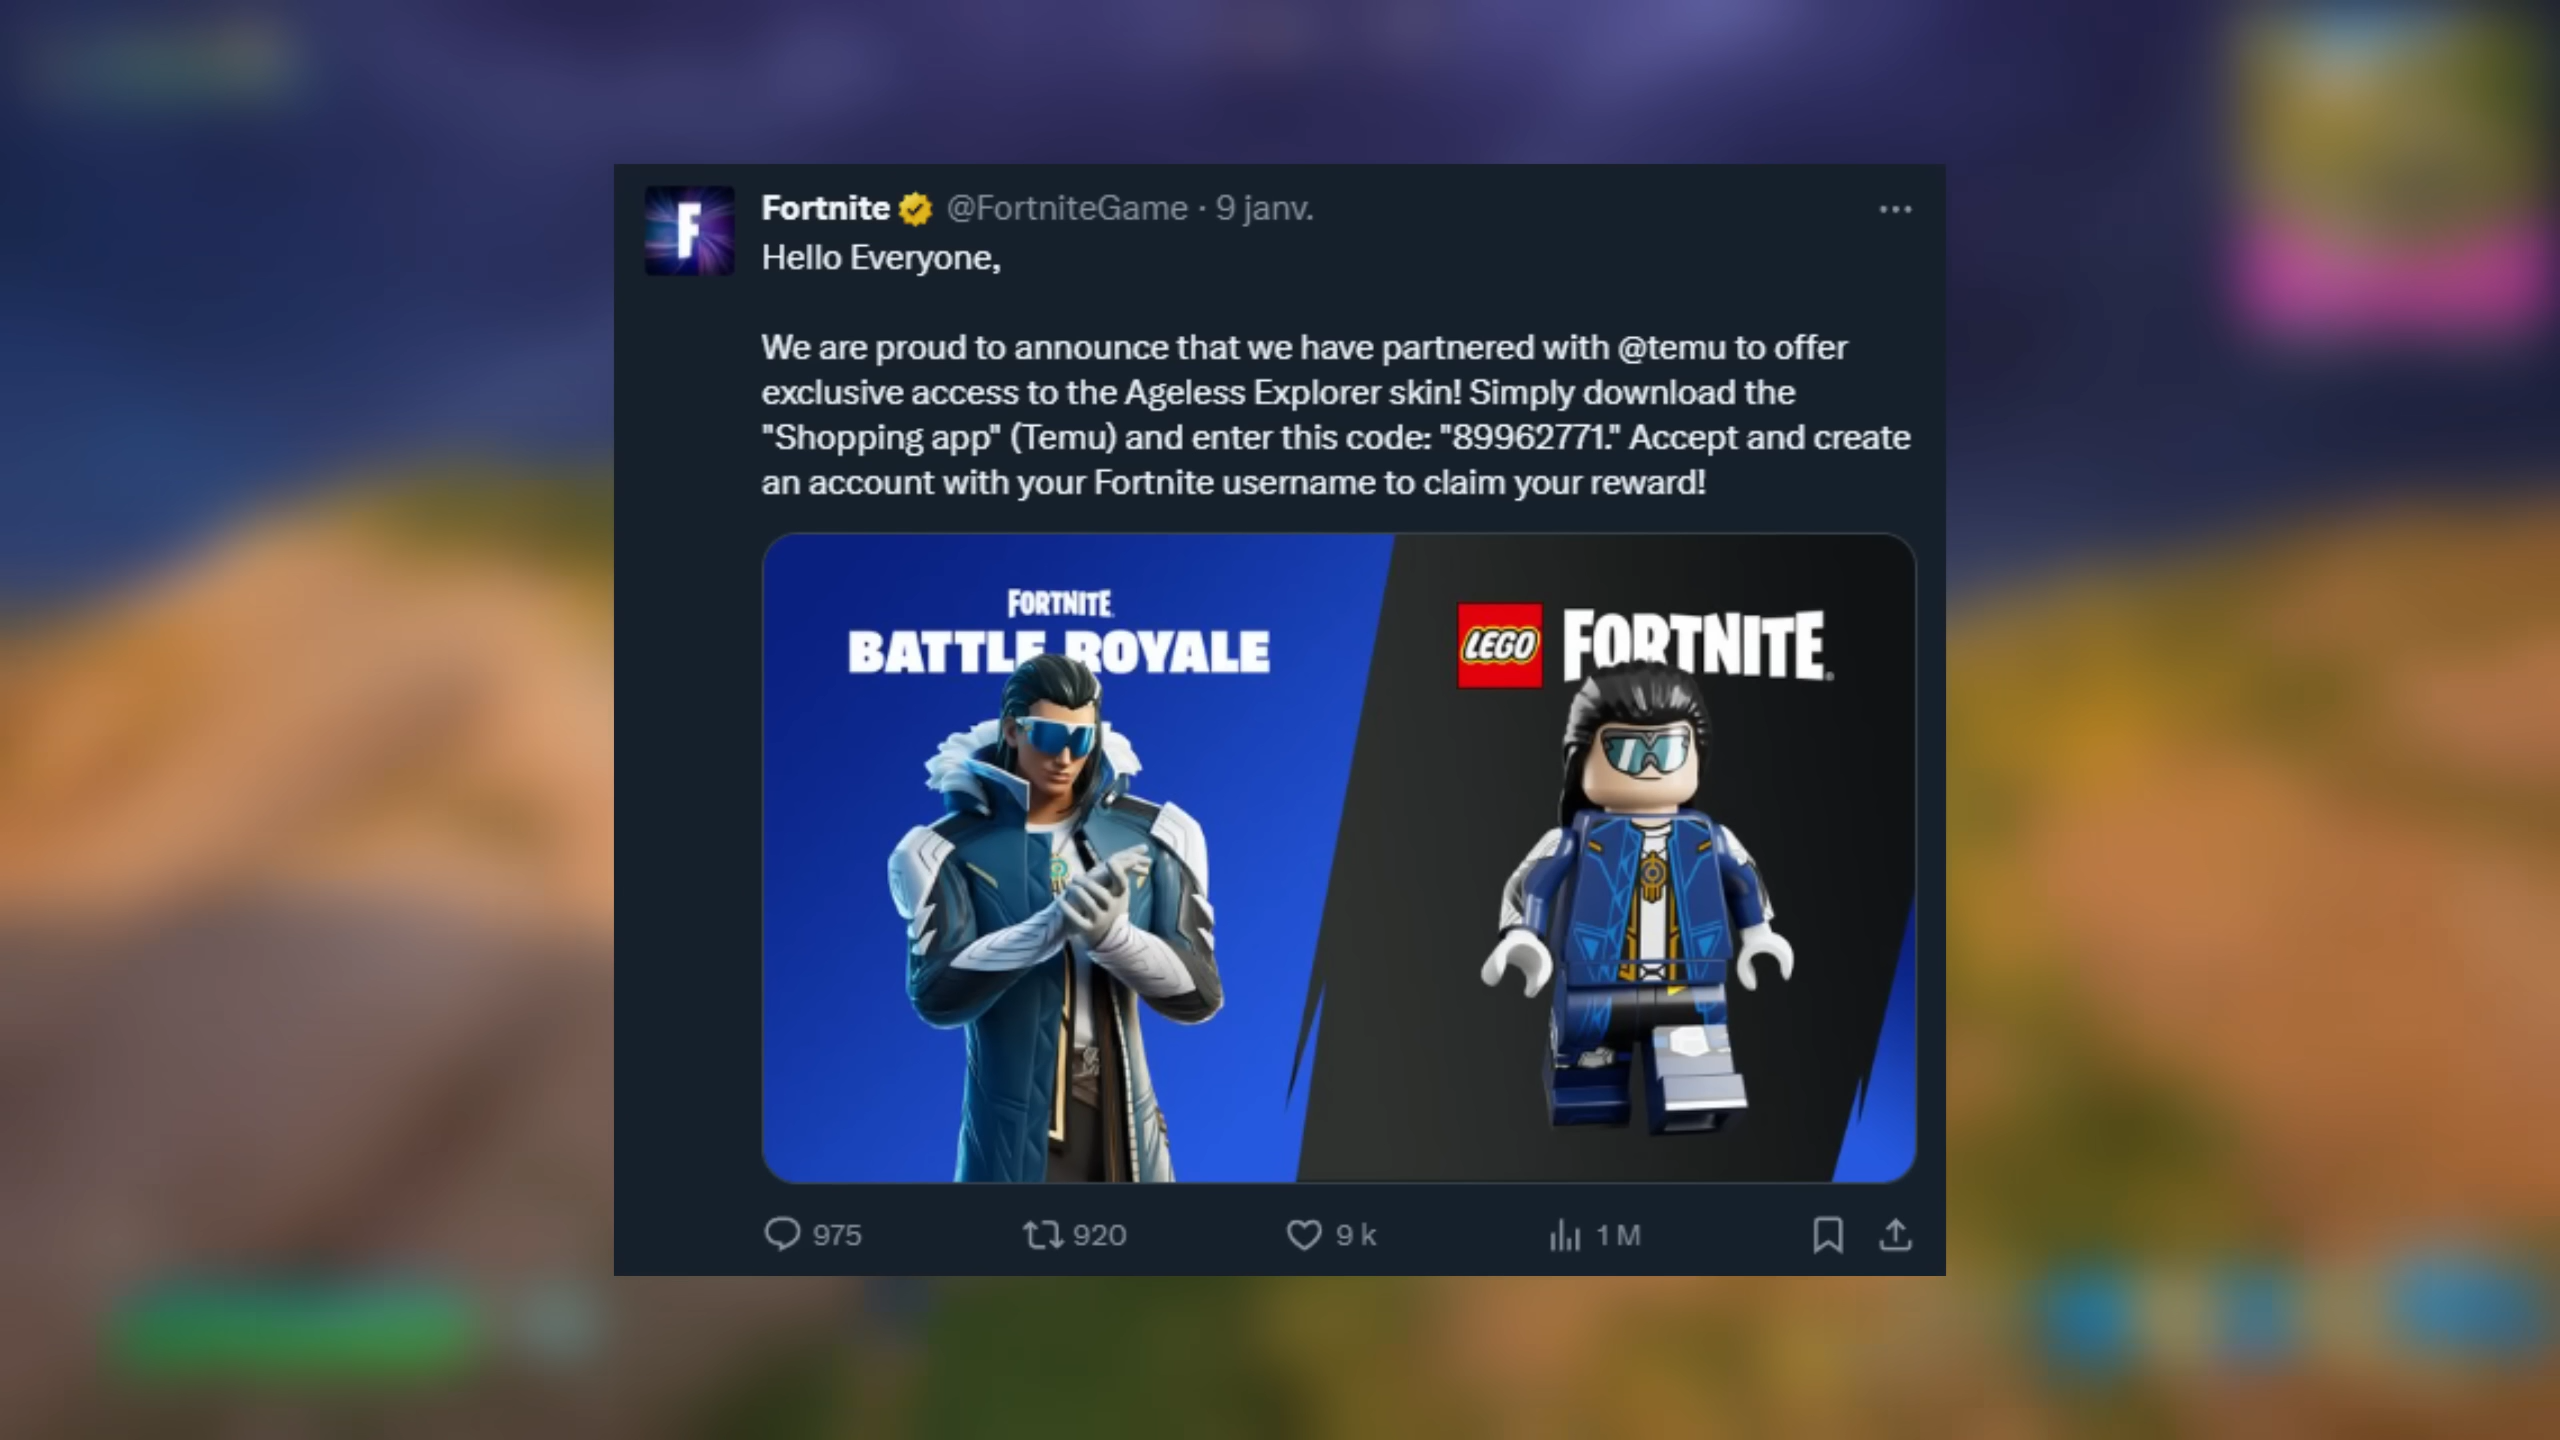 Fortnite @FortniteGame · 9 janv.
Hello Everyone,
We are proud to announce that we have partnered with @temu to offer
exclusive access to the Ageless Explorer skin! Simply download the
"Shopping app" (Temu) and enter this code: "89962771." Accept and create
an account with your Fortnite username to claim your reward!
FORTNITE
BATTLE ROYALE
LEGO FORTNITE
975 920 9 k 1 M